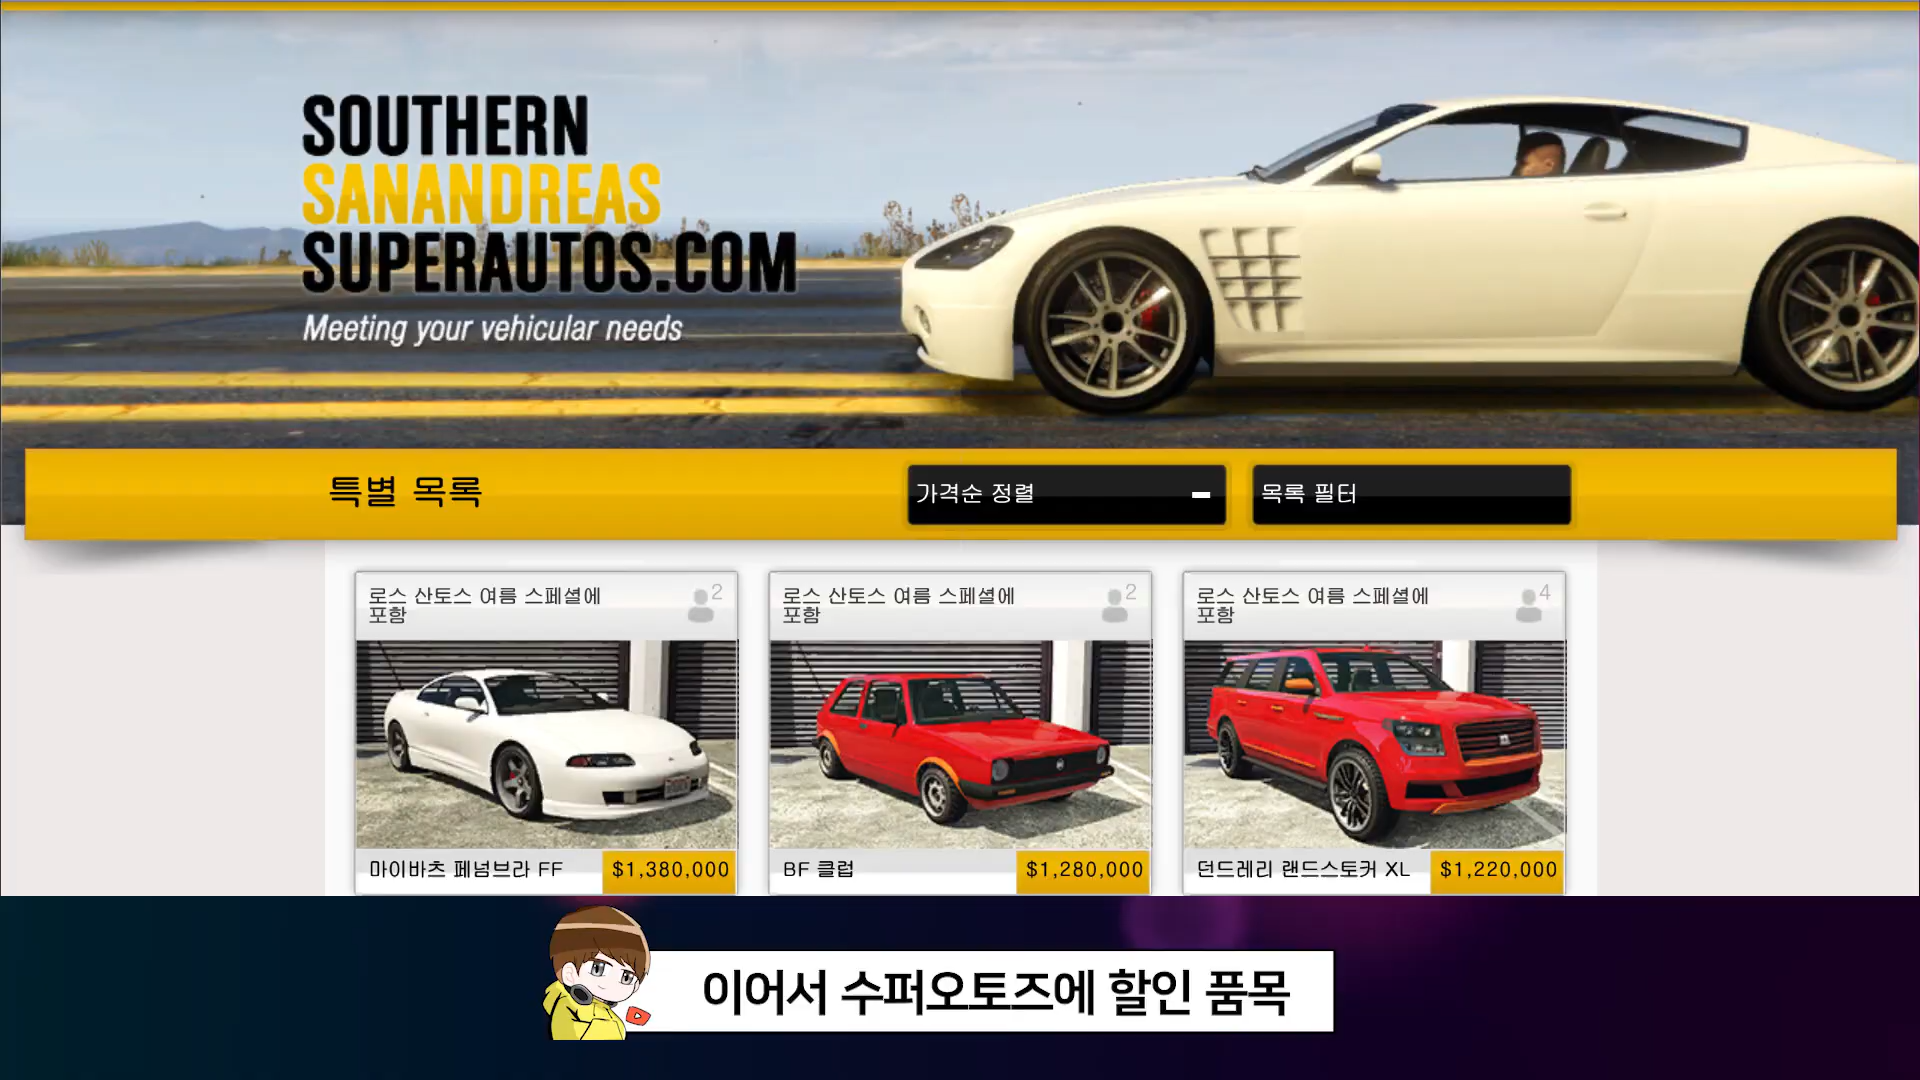 SOUTHERN
SANANDREAS
SUPERAUTOS.COM
Meeting your vehicular needs
특별 목록
가격순 정렬
목록 필터
로스 산토스 여름 스페셜에
포함
2
로스 산토스 여름 스페셜에
포함
2
로스 산토스 여름 스페셜에
포함
4
마이바츠 페넘브라 FF
$1,380,000
BF 클럽
$1,280,000
던드레리 랜드스토커 XL
$1,220,000
이어서 수퍼오토즈에 할인 품목